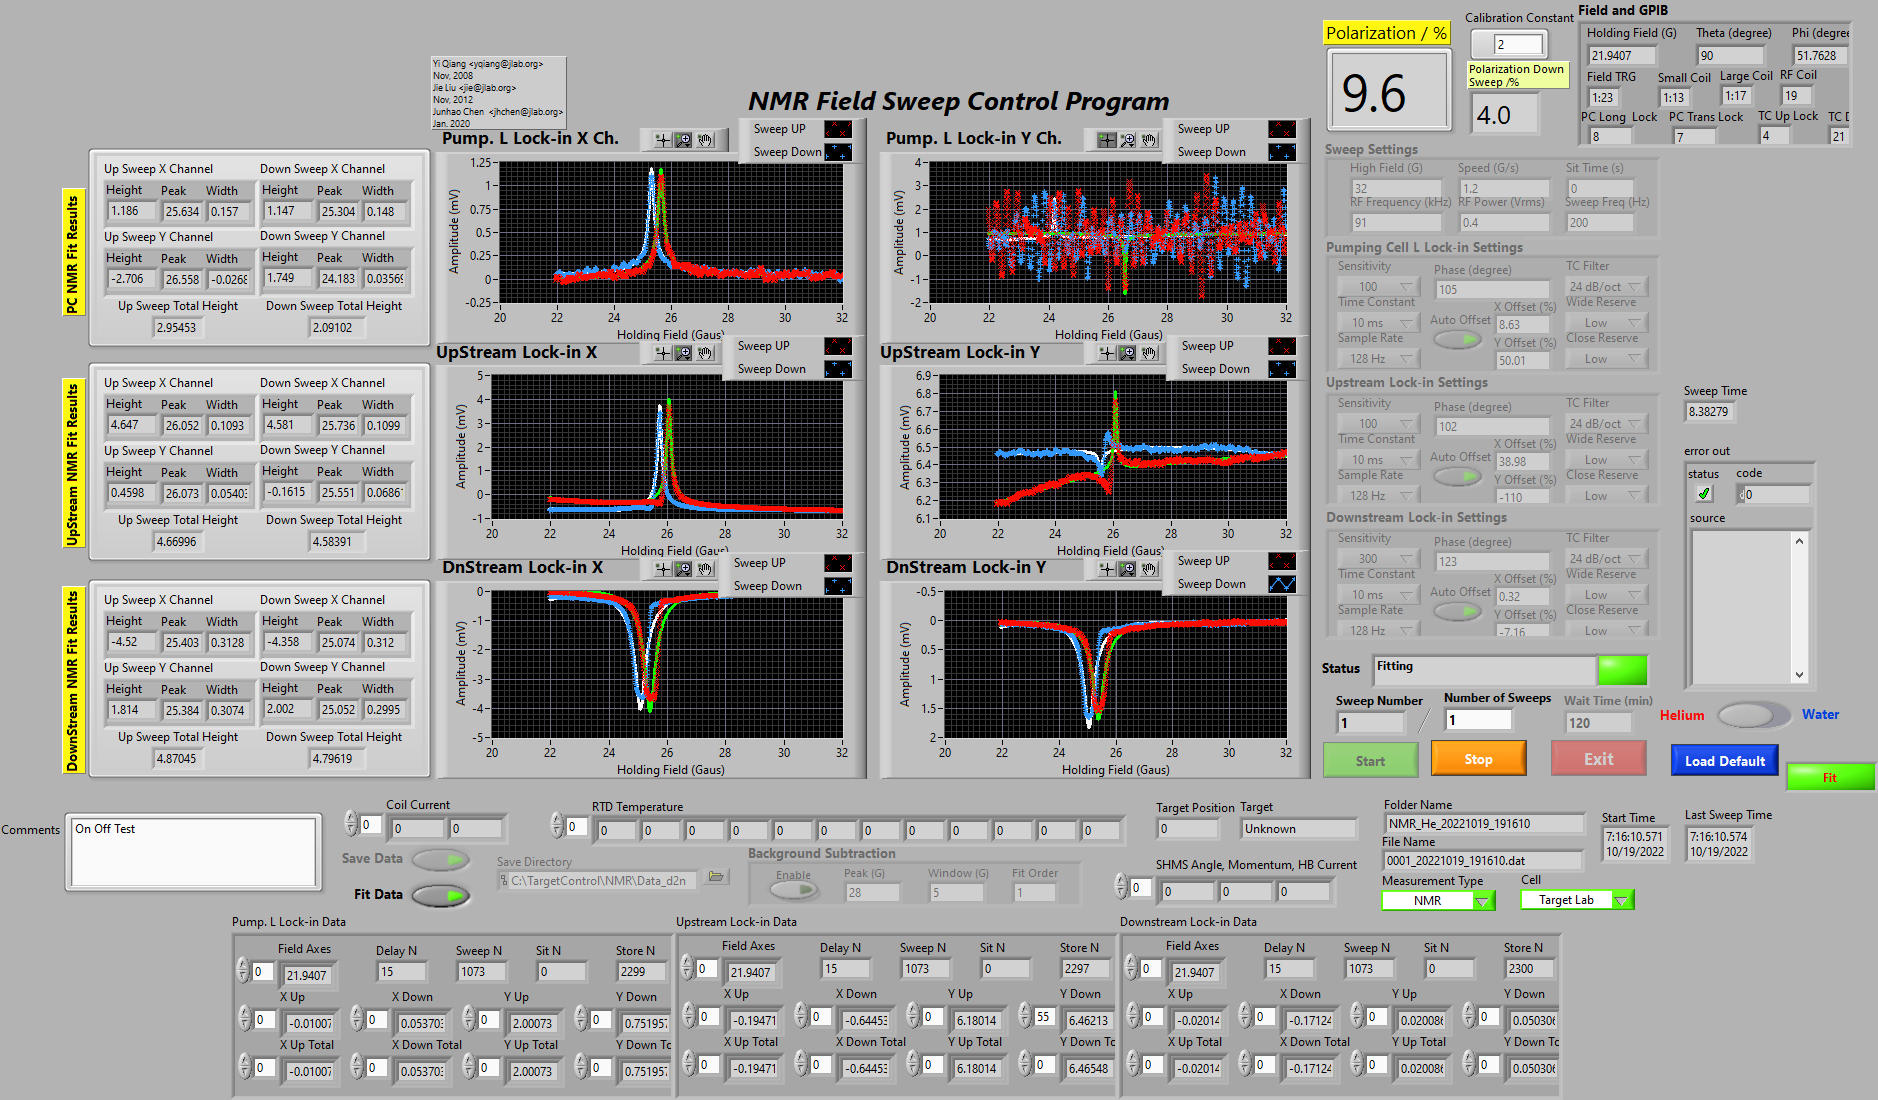 Yi Qiang <yqiang@jlab.org>
Nov, 2008
Jie Liu <jie@jlab.org>
Nov, 2012
Junhao Chen <jhchen@jlab.org>
Jan. 2020
NMR Field Sweep Control Program
Polarization / %
9.6
Calibration Constant
2
Polarization Down
Sweep /%
4.0
Field and GPIB
Holding Field (G) Theta (degree) Phi (degree
21.9407 90 51.7628
Field TRG Small Coil Large Coil RF Coil
1:23 1:13 1:17 19
PC Long Lock PC Trans Lock TC Up Lock TC D
8 7 4 21
PC NMR Fit Results
Up Sweep X Channel Down Sweep X Channel
Height Peak Width Height Peak Width
1.186 25.634 0.157 1.147 25.304 0.148
Up Sweep Y Channel Down Sweep Y Channel
Height Peak Width Height Peak Width
-2.706 26.558 -0.0268 1.749 24.183 0.03569
Up Sweep Total Height Down Sweep Total Height
2.95453 2.09102
UpStream NMR Fit Results
Up Sweep X Channel Down Sweep X Channel
Height Peak Width Height Peak Width
4.647 26.052 0.1093 4.581 25.736 0.1099
Up Sweep Y Channel Down Sweep Y Channel
Height Peak Width Height Peak Width
0.4598 26.073 0.05403 -0.1615 25.551 0.0686
Up Sweep Total Height Down Sweep Total Height
4.66996 4.58391
DownStream NMR Fit Results
Up Sweep X Channel Down Sweep X Channel
Height Peak Width Height Peak Width
-4.52 25.403 0.3128 -4.358 25.074 0.312
Up Sweep Y Channel Down Sweep Y Channel
Height Peak Width Height Peak Width
1.814 25.384 0.3074 2.002 25.052 0.2995
Up Sweep Total Height Down Sweep Total Height
4.87045 4.79619
Pump. L Lock-in X Ch.
Sweep UP
Sweep Down
Amplitude (mV)
1.25
1
0.75
0.5
0.25
0
-0.25
20 22 24 26 28 30 32
Holding Field (Gaus)
Pump. L Lock-in Y Ch.
Sweep UP
Sweep Down
Amplitude (mV)
4
3
2
1
0
-1
-2
20 22 24 26 28 30 32
Holding Field (Gaus)
UpStream Lock-in X
Sweep UP
Sweep Down
Amplitude (mV)
5
4
3
2
1
0
-1
20 22 24 26 28 30 32
Holding Field (Gaus)
UpStream Lock-in Y
Sweep UP
Sweep Down
Amplitude (mV)
6.9
6.8
6.7
6.5
6.4
6.3
6.2
6.1
20 22 24 26 28 30 32
Holding Field (Gaus)
DnStream Lock-in X
Sweep UP
Sweep Down
Amplitude (mV)
0
-1
-2
-3
-4
-5
20 22 24 26 28 30 32
Holding Field (Gaus)
DnStream Lock-in Y
Sweep UP
Sweep Down
Amplitude (mV)
-0.5
0
0.5
1
1.5
2
20 22 24 26 28 30 32
Holding Field (Gaus)
Sweep Settings
High Field (G) Speed (G/s) Sit Time (s)
32 1.2 0
RF Frequency (kHz) RF Power (Vrms) Sweep Freq (Hz)
91 0.4 200
Pumping Cell L Lock-in Settings
Sensitivity Phase (degree) TC Filter
100 105 24 dB/oct
Time Constant X Offset (%) Wide Reserve
10 ms Auto Offset 8.63 Low
Sample Rate Y Offset (%) Close Reserve
128 Hz 50.01 Low
Upstream Lock-in Settings
Sensitivity Phase (degree) TC Filter
100 102 24 dB/oct
Time Constant X Offset (%) Wide Reserve
10 ms Auto Offset 38.98 Low
Sample Rate Y Offset (%) Close Reserve
128 Hz -110 Low
Downstream Lock-in Settings
Sensitivity Phase (degree) TC Filter
300 123 24 dB/oct
Time Constant X Offset (%) Wide Reserve
10 ms Auto Offset 0.32 Low
Sample Rate Y Offset (%) Close Reserve
128 Hz -7.16 Low
Sweep Time
8.38279
error out
status code
0
source
Status Fitting
Sweep Number Number of Sweeps Wait Time (min)
1 / 1 120
Helium Water
Start Stop Exit Load Default
Fit
Comments On Off Test
Coil Current
0 0 0
Save Data
Fit Data
RTD Temperature
0 0 0 0 0 0 0 0 0 0 0 0 0
Save Directory
C:\TargetControl\NMR\Data_d2n
Background Subtraction
Enable Peak (G) Window (G) Fit Order
28 5 1
Target Position Target
0 Unknown
SHMS Angle, Momentum, HB Current
0 0 0 0
Folder Name
NMR_He_20221019_191610
File Name
0001_20221019_191610.dat
Measurement Type Cell
NMR Target Lab
Start Time Last Sweep Time
7:16:10.571 7:16:10.574
10/19/2022 10/19/2022
Pump. L Lock-in Data
Field Axes Delay N Sweep N Sit N Store N
0 21.9407 15 1073 0 2299
X Up X Down Y Up Y Down
0 -0.01007 0 0.053703 0 2.00073 0 0.751957
X Up Total X Down Total Y Up Total Y Down To
0 -0.01007 0 0.053703 0 2.00073 0 0.751957
Upstream Lock-in Data
Field Axes Delay N Sweep N Sit N Store N
0 21.9407 15 1073 0 2297
X Up X Down Y Up Y Down
0 -0.19471 0 -0.64453 0 6.18014 55 6.46213
X Up Total X Down Total Y Up Total Y Down To
0 -0.19471 0 -0.64453 0 6.18014 0 6.46548
Downstream Lock-in Data
Field Axes Delay N Sweep N Sit N Store N
0 21.9407 15 1073 0 2300
X Up X Down Y Up Y Down
0 -0.02014 0 -0.17124 0 0.020086 0 0.050306
X Up Total X Down Total Y Up Total Y Down To
0 -0.02014 0 -0.17124 0 0.020086 0 0.050306